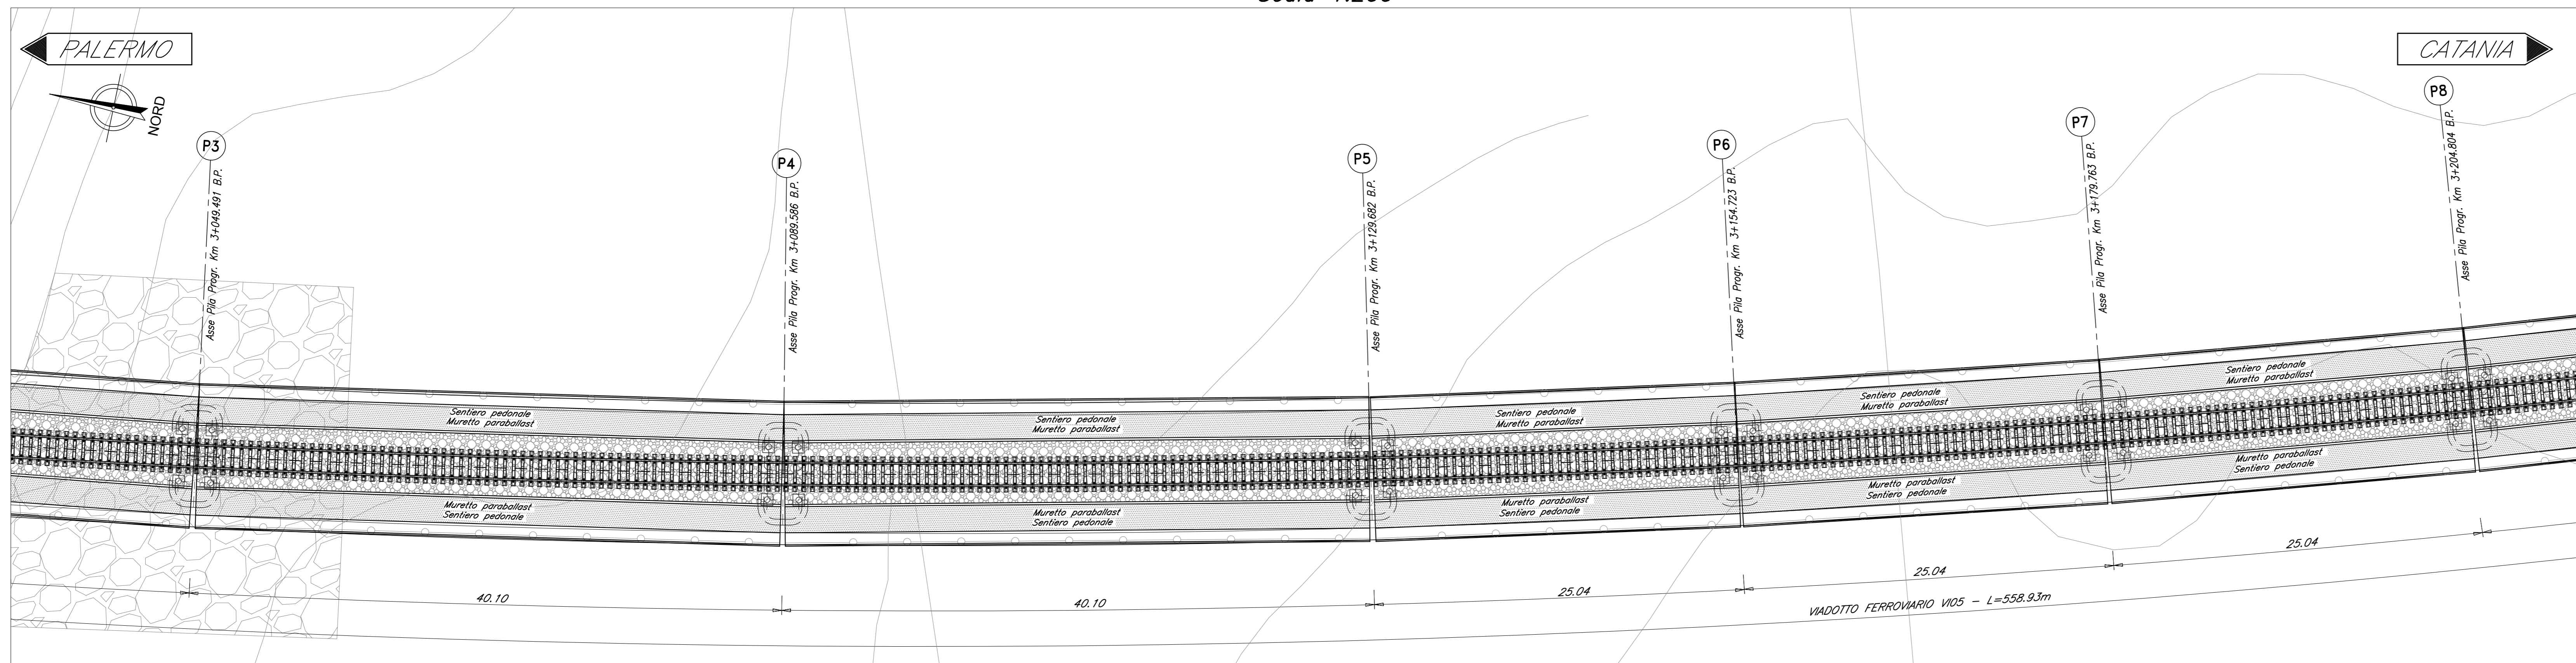 PALERMO
CATANIA
NORD
P3
P4
P5
P6
P7
P8
Asse Pila Progr. Km 3+049.491 B.P.
Asse Pila Progr. Km 3+089.586 B.P.
Asse Pila Progr. Km 3+129.682 B.P.
Asse Pila Progr. Km 3+154.723 B.P.
Asse Pila Progr. Km 3+179.763 B.P.
Asse Pila Progr. Km 3+204.804 B.P.
Sentiero pedonale
Muretto paraballast
Sentiero pedonale
Muretto paraballast
Sentiero pedonale
Muretto paraballast
Sentiero pedonale
Muretto paraballast
Sentiero pedonale
Muretto paraballast
Muretto paraballast
Sentiero pedonale
Muretto paraballast
Sentiero pedonale
Muretto paraballast
Sentiero pedonale
Muretto paraballast
Sentiero pedonale
Muretto paraballast
Sentiero pedonale
40.10
40.10
25.04
25.04
25.04
VIADOTTO FERROVIARIO VI05 - L=558.93m